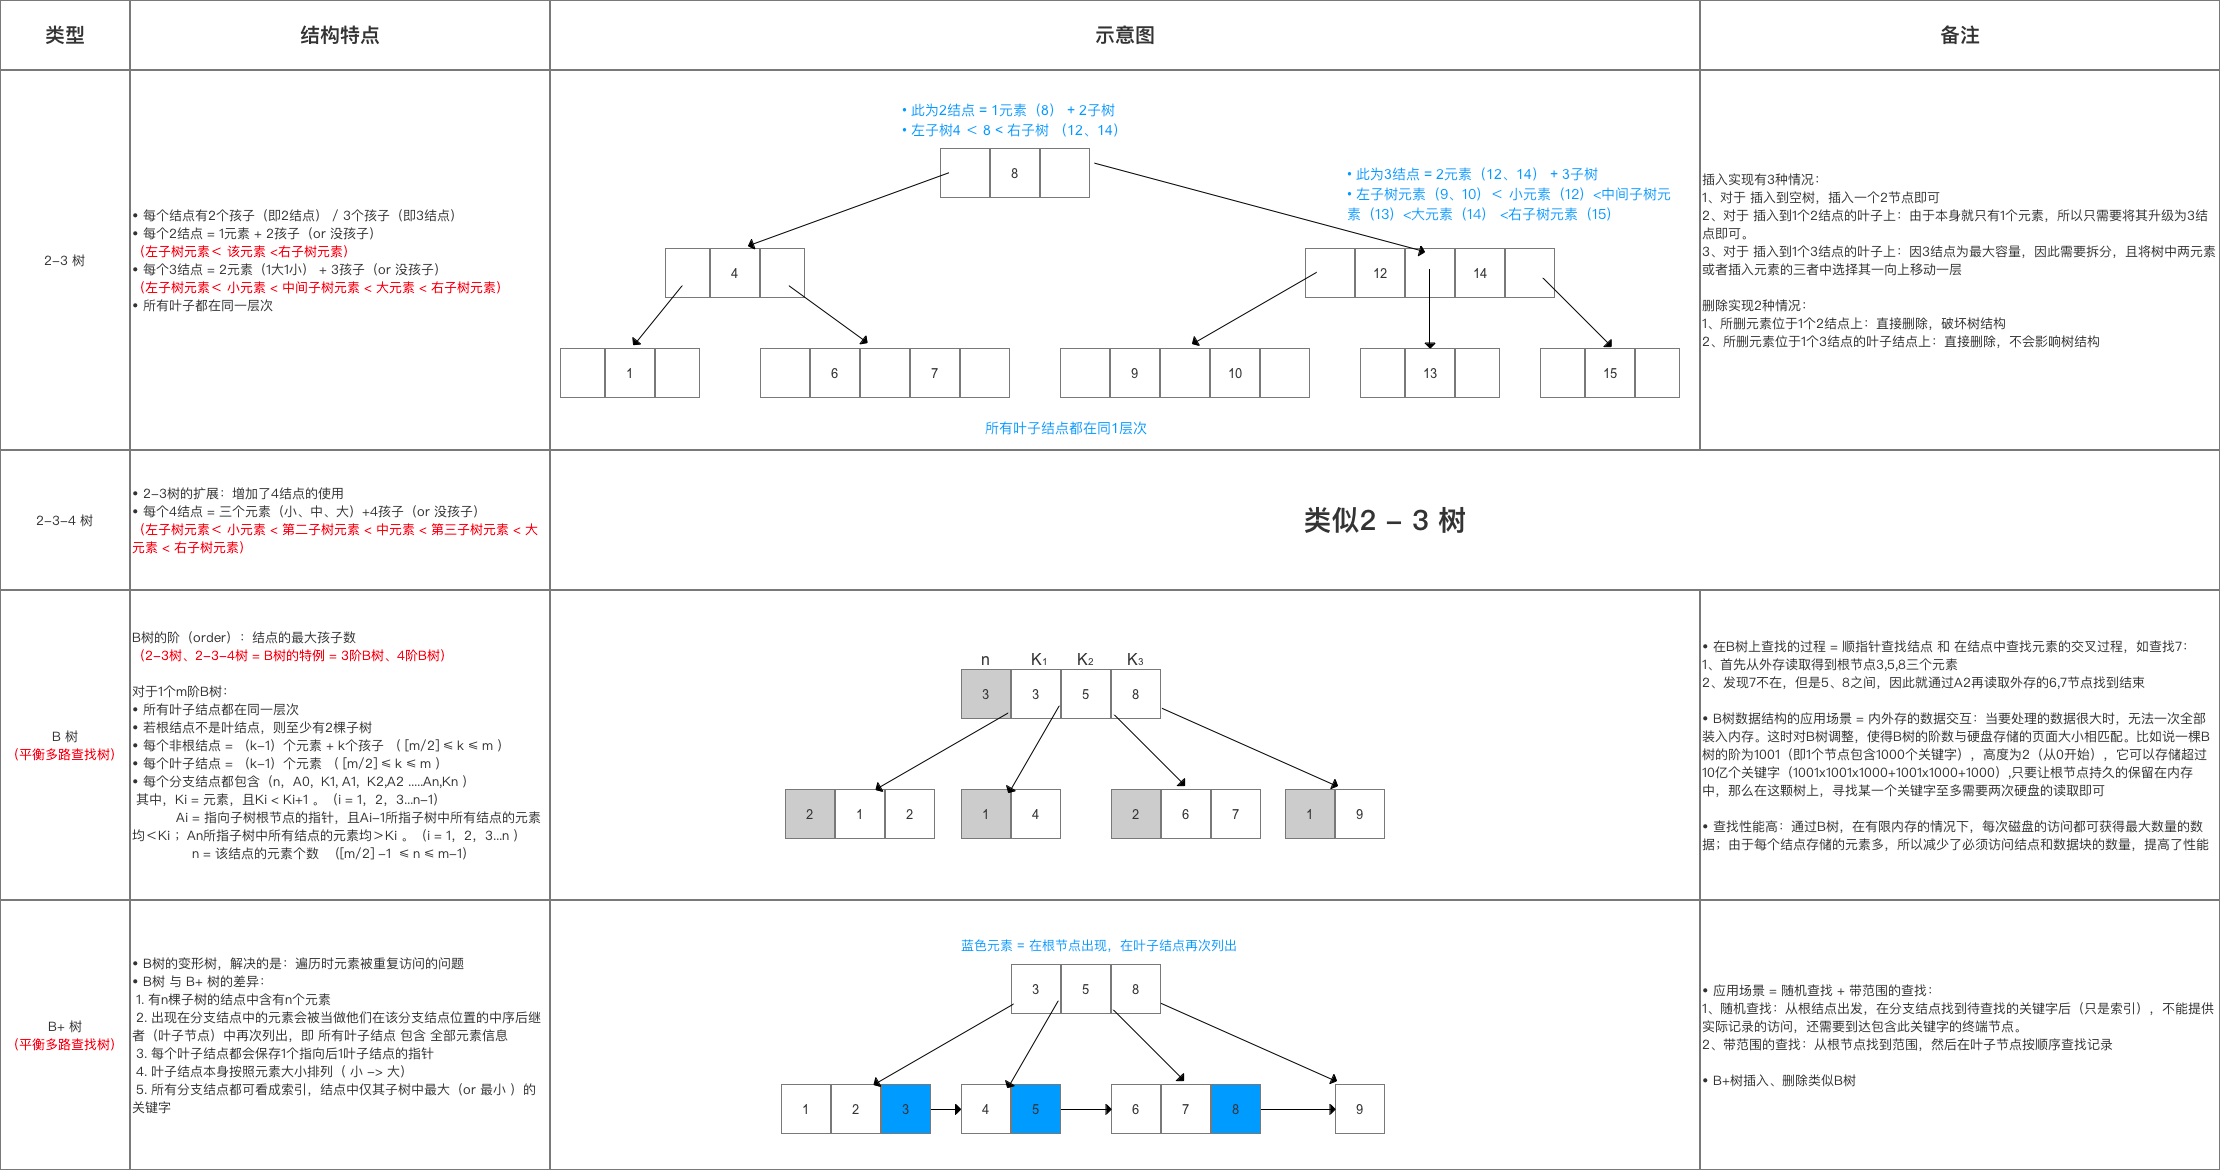 类型
结构特点
示意图
备注
2-3 树
• 每个结点有2个孩子（即2结点） / 3个孩子（即3结点）
• 每个2结点 = 1元素 + 2孩子（or 没孩子）
（左子树元素＜ 该元素 <右子树元素）
• 每个3结点 = 2元素（1大1小） + 3孩子（or 没孩子）
（左子树元素＜ 小元素 < 中间子树元素 < 大元素 < 右子树元素）
• 所有叶子都在同一层次
• 此为2结点 = 1元素（8） + 2子树
• 左子树4 ＜ 8 < 右子树 （12、14）
8
• 此为3结点 = 2元素（12、14） + 3子树
• 左子树元素（9、10）＜ 小元素（12）<中间子树元
素（13）<大元素（14） <右子树元素（15）
4
12 14
1
6 7
9 10
13
15
所有叶子结点都在同1层次
插入实现有3种情况：
1、对于 插入到空树，插入一个2节点即可
2、对于 插入到1个2结点的叶子上：由于本身就只有1个元素，所以只需要将其升级为3结
点即可。
3、对于 插入到1个3结点的叶子上：因3结点为最大容量，因此需要拆分，且将树中两元素
或者插入元素的三者中选择其一向上移动一层
删除实现2种情况：
1、所删元素位于1个2结点上：直接删除，破坏树结构
2、所删元素位于1个3结点的叶子结点上：直接删除，不会影响树结构
2-3-4 树
• 2-3树的扩展：增加了4结点的使用
• 每个4结点 = 三个元素（小、中、大）+4孩子（or 没孩子）
（左子树元素＜ 小元素 < 第二子树元素 < 中元素 < 第三子树元素 < 大
元素 < 右子树元素）
类似2 - 3 树
B 树
（平衡多路查找树）
B树的阶（order）：结点的最大孩子数
（2-3树、2-3-4树 = B树的特例 = 3阶B树、4阶B树）
对于1个m阶B树：
• 所有叶子结点都在同一层次
• 若根结点不是叶结点，则至少有2棵子树
• 每个非根结点 = （k-1）个元素 + k个孩子 （ [m/2] ≤ k ≤ m ）
• 每个叶子结点 = （k-1）个元素 （ [m/2] ≤ k ≤ m ）
• 每个分支结点都包含（n，A0，K1, A1，K2,A2 .....An,Kn ）
其中，Ki = 元素，且Ki < Ki+1 。（i = 1，2，3...n-1）
Ai = 指向子树根节点的指针，且Ai-1所指子树中所有结点的元素
均＜Ki ；An所指子树中所有结点的元素均＞Ki 。（i = 1，2，3...n ）
n = 该结点的元素个数 （[m/2] -1 ≤ n ≤ m-1）
n K1 K2 K3
3 3 5 8
2 1 2
1 4
2 6 7
1 9
• 在B树上查找的过程 = 顺指针查找结点 和 在结点中查找元素的交叉过程，如查找7：
1、首先从外存读取得到根节点3,5,8三个元素
2、发现7不在，但是5、8之间，因此就通过A2再读取外存的6,7节点找到结束
• B树数据结构的应用场景 = 内外存的数据交互：当要处理的数据很大时，无法一次全部
装入内存。这时对B树调整，使得B树的阶数与硬盘存储的页面大小相匹配。比如说一棵B
树的阶为1001（即1个节点包含1000个关键字），高度为2（从0开始），它可以存储超过
10亿个关键字（1001x1001x1000+1001x1000+1000）,只要让根节点持久的保留在内存
中，那么在这颗树上，寻找某一个关键字至多需要两次硬盘的读取即可
• 查找性能高：通过B树，在有限内存的情况下，每次磁盘的访问都可获得最大数量的数
据；由于每个结点存储的元素多，所以减少了必须访问结点和数据块的数量，提高了性能
B+ 树
（平衡多路查找树）
• B树的变形树，解决的是：遍历时元素被重复访问的问题
• B树 与 B+ 树的差异：
1. 有n棵子树的结点中含有n个元素
2. 出现在分支结点中的元素会被当做他们在该分支结点位置的中序后继
者（叶子节点）中再次列出，即 所有叶子结点 包含 全部元素信息
3. 每个叶子结点都会保存1个指向后1叶子结点的指针
4. 叶子结点本身按照元素大小排列（ 小 -> 大）
5. 所有分支结点都可看成索引，结点中仅其子树中最大（or 最小 ）的
关键字
蓝色元素 = 在根节点出现，在叶子结点再次列出
3 5 8
1 2 3
4 5
6 7 8
9
• 应用场景 = 随机查找 + 带范围的查找：
1、随机查找：从根结点出发，在分支结点找到待查找的关键字后（只是索引），不能提供
实际记录的访问，还需要到达包含此关键字的终端节点。
2、带范围的查找：从根节点找到范围，然后在叶子节点按顺序查找记录
• B+树插入、删除类似B树